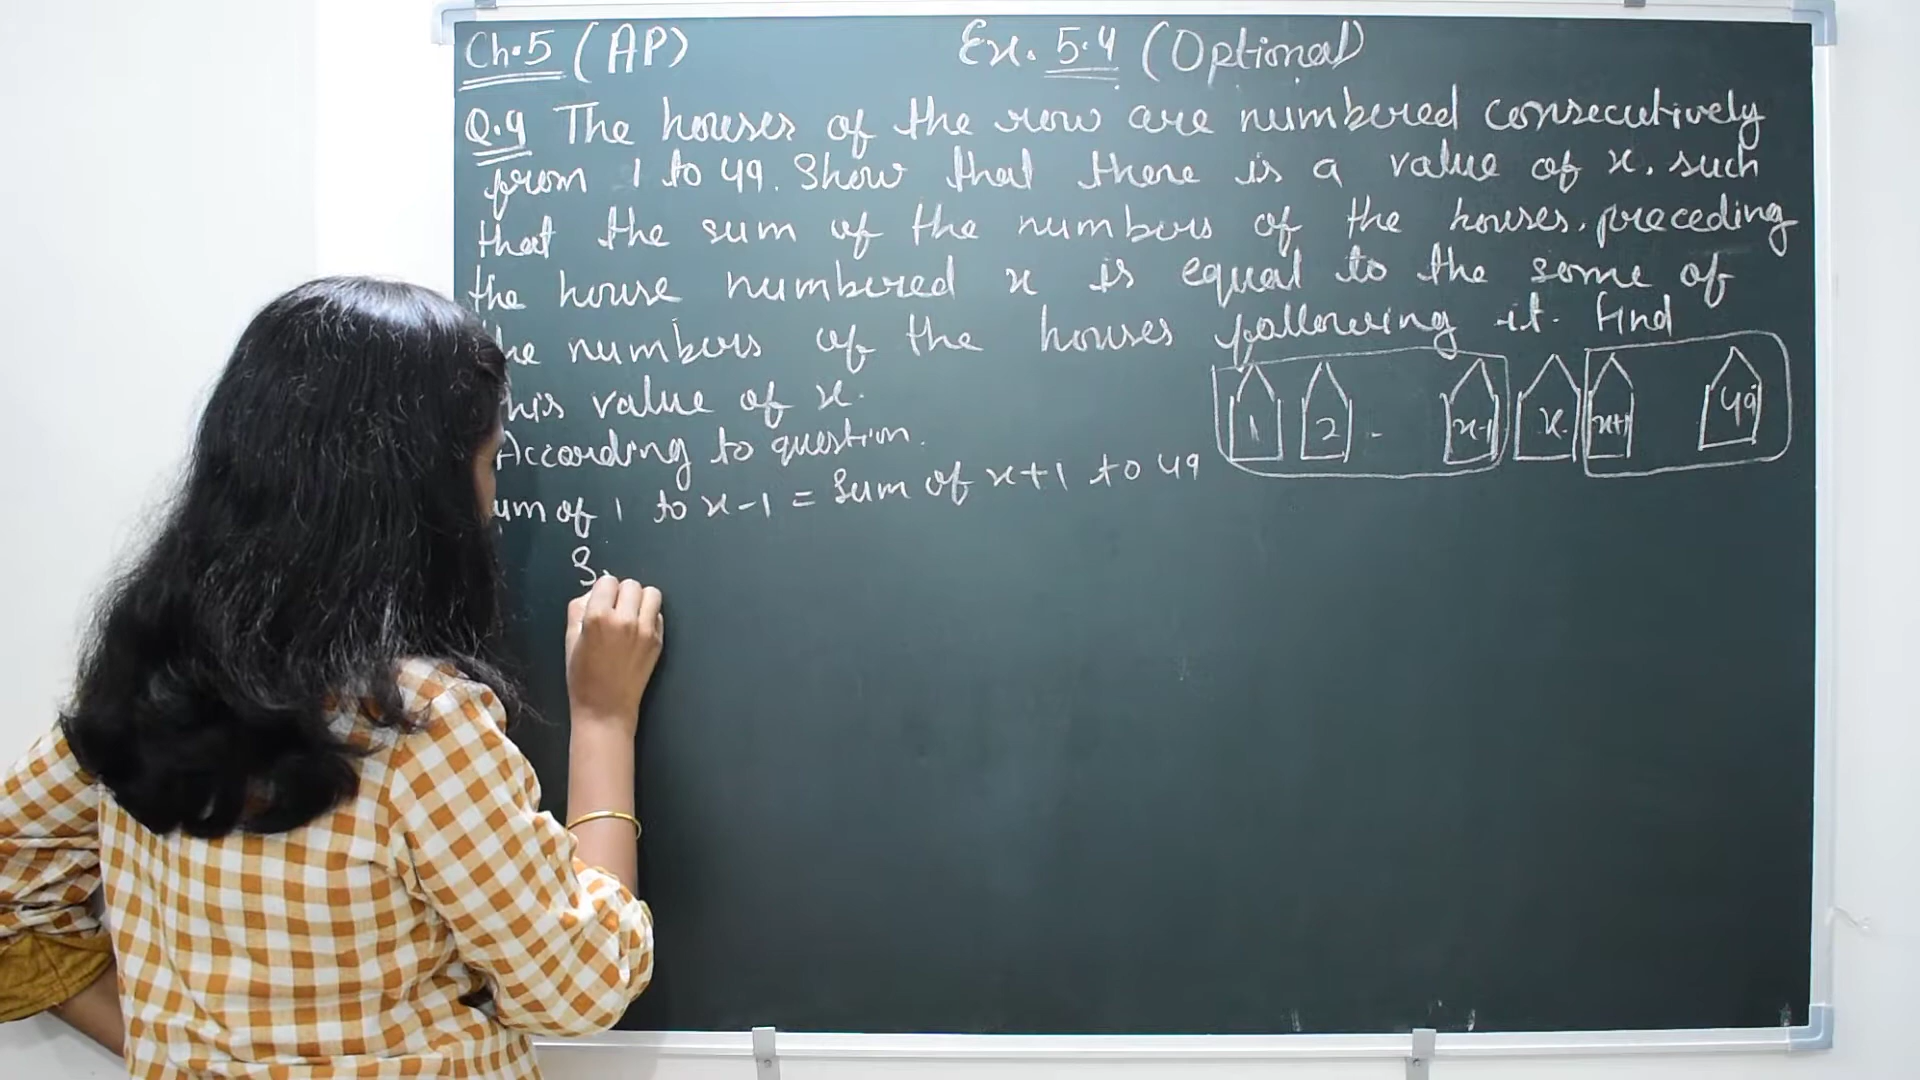 Ch.5 (AP) Ex. 5.4 (Optional)
Q.4 The houses of the row are numbered consecutively
from 1 to 49. Show that there is a value of x. such
that the sum of the numbers of the houses. preceding
the house numbered x is equal to the some of
he numbers of the houses following it. Find
his value of x.
1 2 - x-1 x. x+1 49
According to question.
um of 1 to x-1 = Sum of x+1 to 49
S